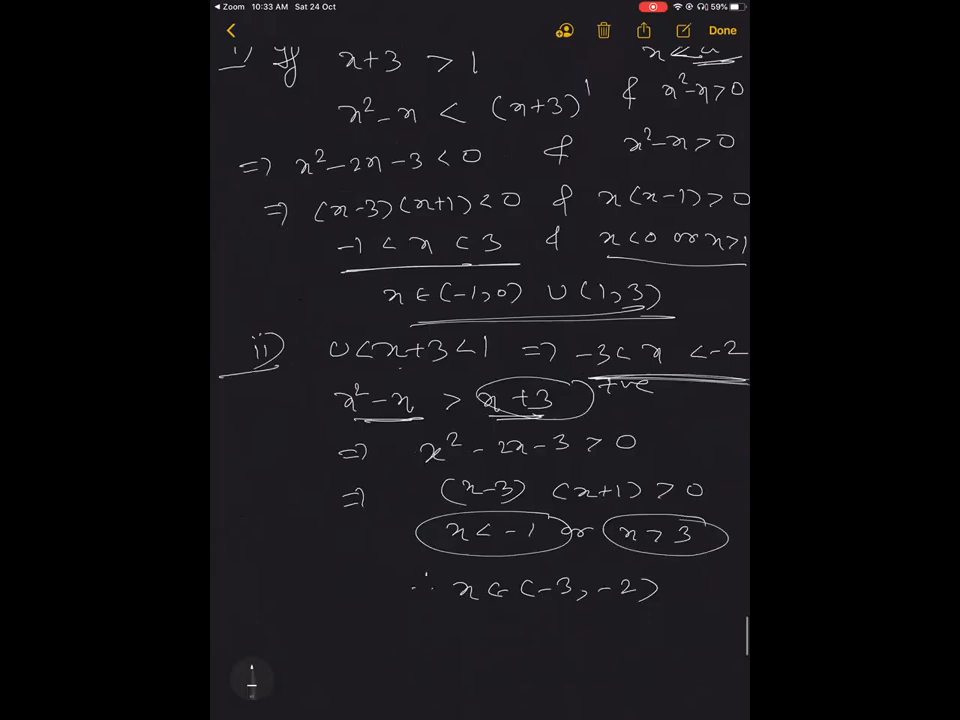 Zoom 10:33 AM Sat 24 Oct 59%
Done
i) If x+3 > 1
x² - x < (x+3)¹ & x² - x > 0
=> x² - 2x - 3 < 0 & x² - x > 0
=> (x-3) (x+1) < 0 & x (x-1) > 0
-1 < x < 3 & x < 0 or x > 1
x ∈ (-1, 0) ∪ (1, 3)
ii) 0 < x+3 < 1 => -3 < x < -2
x² - x > x + 3 +ve
=> x² - 2x - 3 > 0
=> (x-3) (x+1) > 0
x < -1 or x > 3
∴ x ∈ (-3, -2)